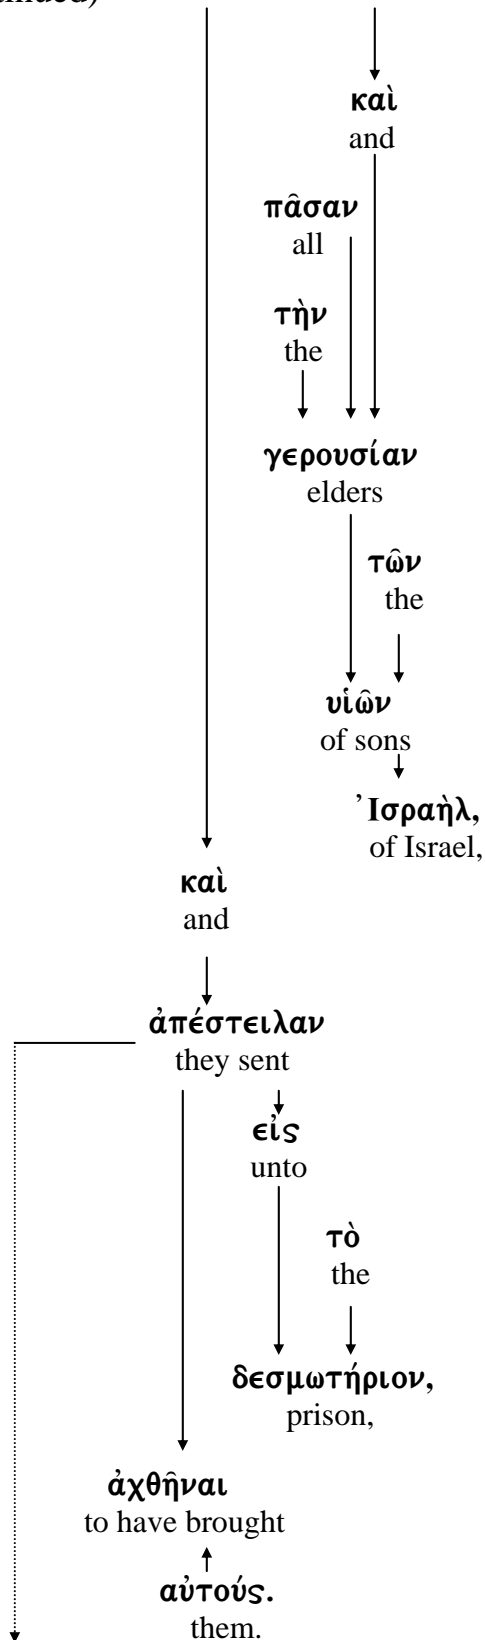 καὶ
and
πᾶσαν
all
τὴν
the
γερουσίαν
elders
τῶν
the
υἱῶν
of sons
Ἰσραὴλ,
of Israel,
καὶ
and
ἀπέστειλαν
they sent
εἰς
unto
τὸ
the
δεσμωτήριον,
prison,
ἀχθῆναι
to have brought
αὐτούς.
them.